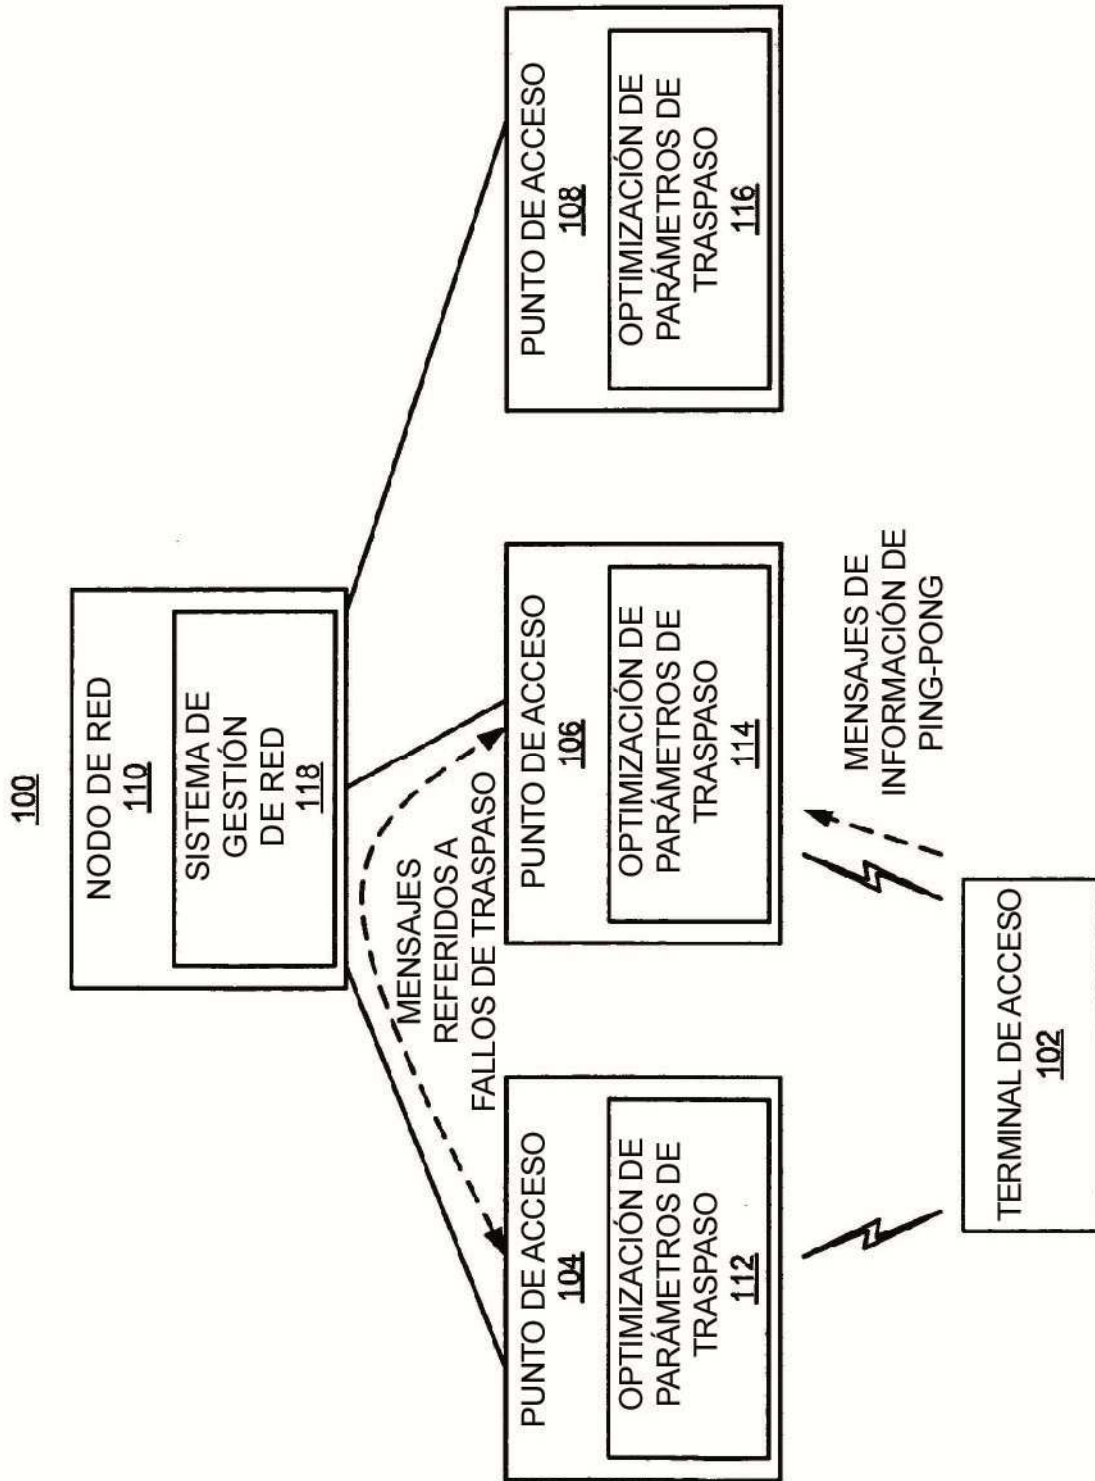 100
NODO DE RED
110
SISTEMA DE
GESTIÓN
DE RED
118
MENSAJES
REFERIDOS A
FALLOS DE TRASPASO
PUNTO DE ACCESO
104
OPTIMIZACIÓN DE
PARÁMETROS DE
TRASPASO
112
PUNTO DE ACCESO
106
OPTIMIZACIÓN DE
PARÁMETROS DE
TRASPASO
114
PUNTO DE ACCESO
108
OPTIMIZACIÓN DE
PARÁMETROS DE
TRASPASO
116
MENSAJES DE
INFORMACIÓN DE
PING-PONG
TERMINAL DE ACCESO
102